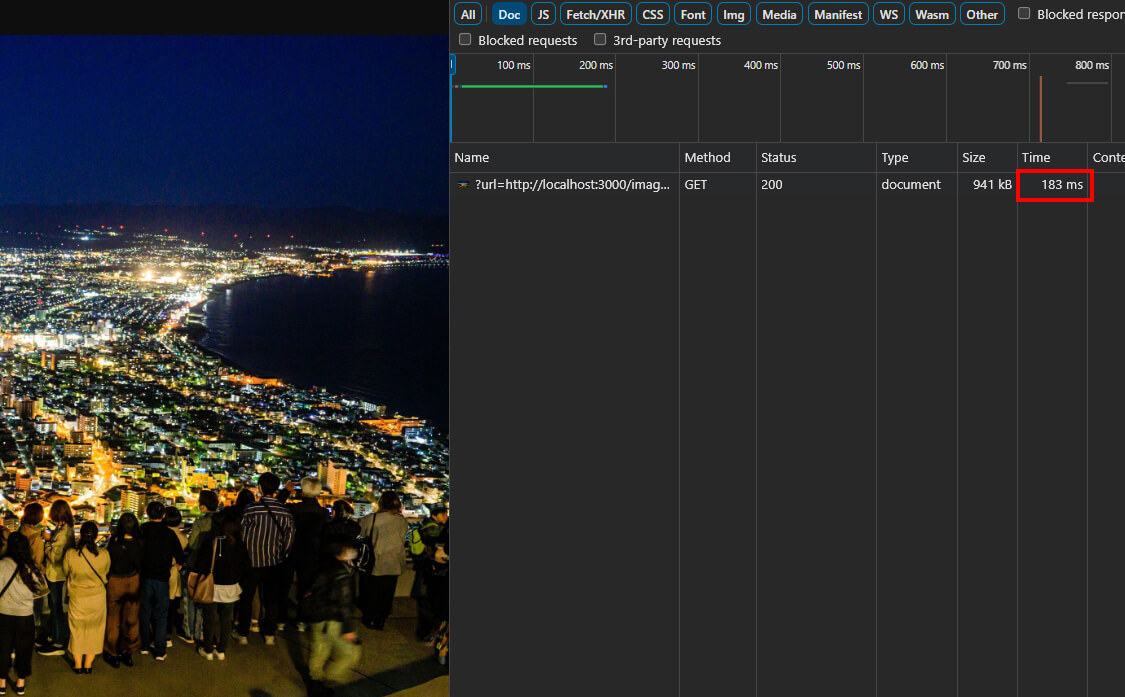 All Doc JS Fetch/XHR CSS Font Img Media Manifest WS Wasm Other Blocked respor
Blocked requests 3rd-party requests
100 ms 200 ms 300 ms 400 ms 500 ms 600 ms 700 ms 800 ms
Name Method Status Type Size Time Conte
?url=http://localhost:3000/imag... GET 200 document 941 kB 183 ms